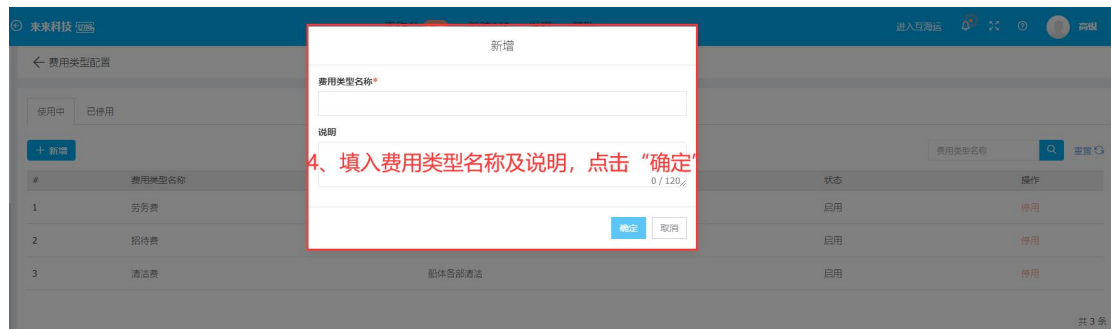 来来科技
进入互海运
高媛
← 费用类型配置
使用中 已停用
+ 新增
费用类型名称
重置
# 费用类型名称 状态 操作
1 劳务费 启用 停用
2 招待费 启用 停用
3 清洁费 船体各部清洁 启用 停用
共 3 条
新增
费用类型名称*
说明
4、填入费用类型名称及说明，点击“确定”
0 / 120
确定 取消